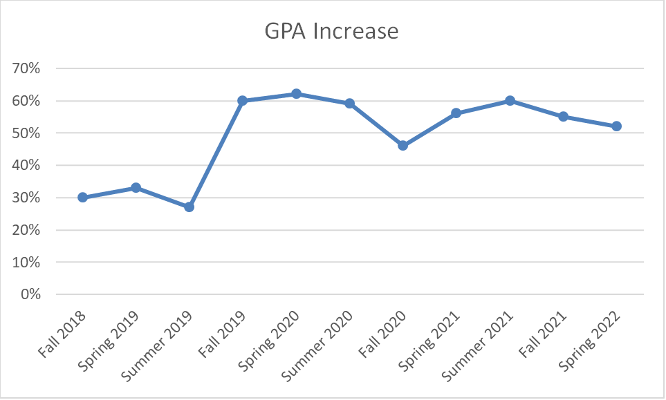 GPA Increase
70%
60%
50%
40%
30%
20%
10%
0%
Fall 2018
Spring 2019
Summer 2019
Fall 2019
Spring 2020
Summer 2020
Fall 2020
Spring 2021
Summer 2021
Fall 2021
Spring 2022